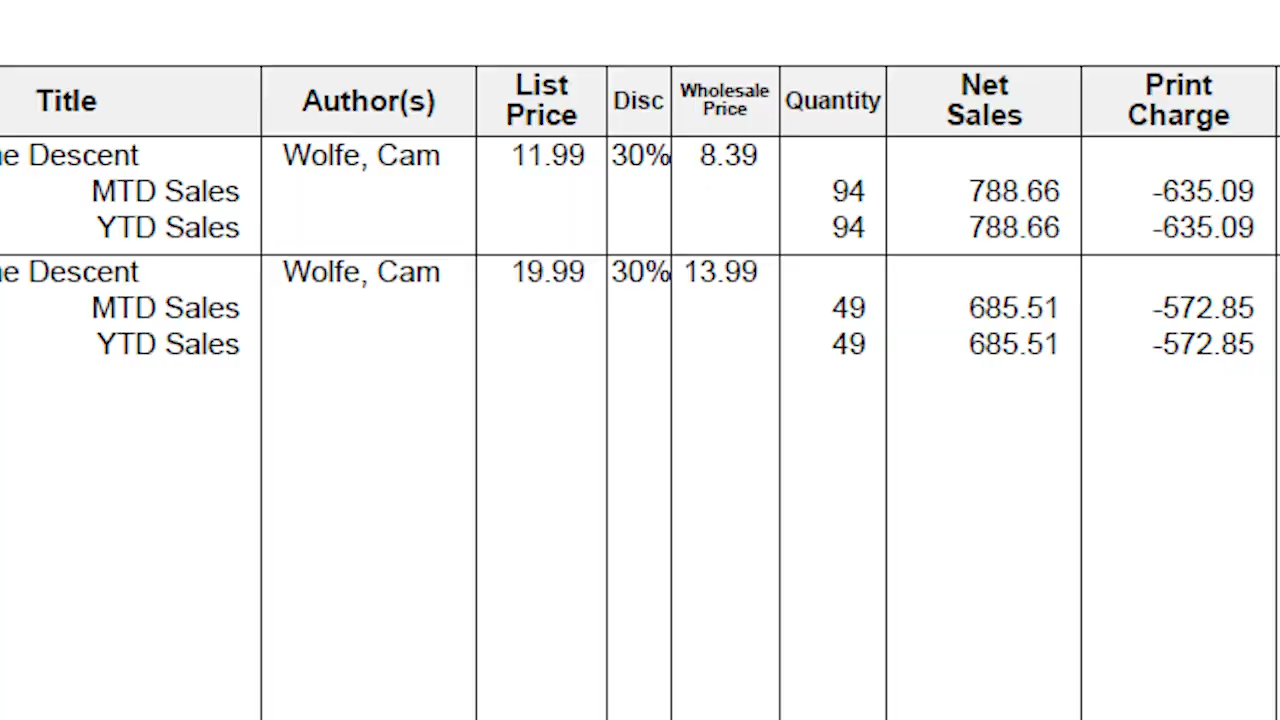 Title Author(s) List Price Disc Wholesale Price Quantity Net Sales Print Charge
Descent Wolfe, Cam 11.99 30% 8.39
MTD Sales 94 788.66 -635.09
YTD Sales 94 788.66 -635.09
Descent Wolfe, Cam 19.99 30% 13.99
MTD Sales 49 685.51 -572.85
YTD Sales 49 685.51 -572.85